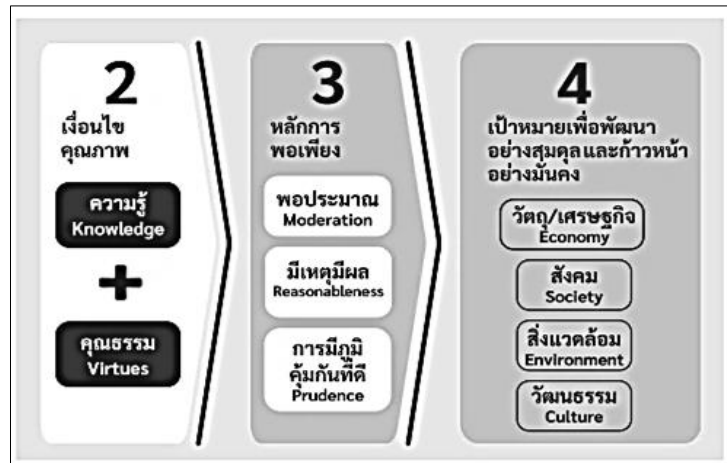 2
เงื่อนไข
คุณภาพ
ความรู้
Knowledge
+
คุณธรรม
Virtues
3
หลักการ
พอเพียง
พอประมาณ
Moderation
มีเหตุมีผล
Reasonableness
การมีภูมิ
คุ้มกันที่ดี
Prudence
4
เป้าหมายเพื่อพัฒนา
อย่างสมดุลและก้าวหน้า
อย่างมั่นคง
วัตถุ/เศรษฐกิจ
Economy
สังคม
Society
สิ่งแวดล้อม
Environment
วัฒนธรรม
Culture